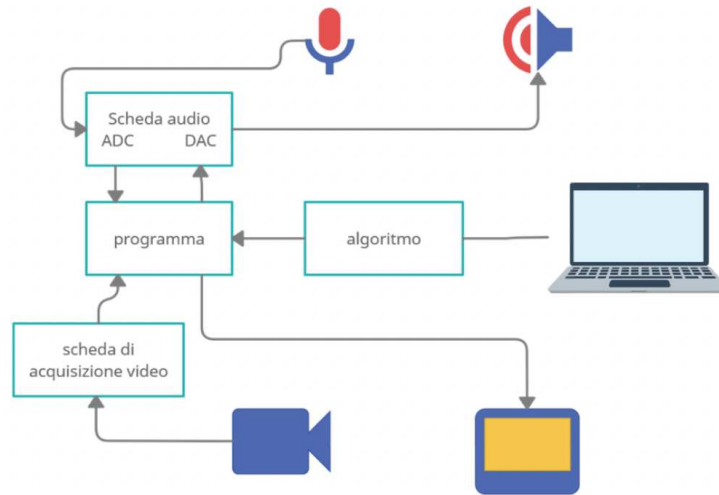 Scheda audio
ADC DAC
programma
algoritmo
scheda di
acquisizione video